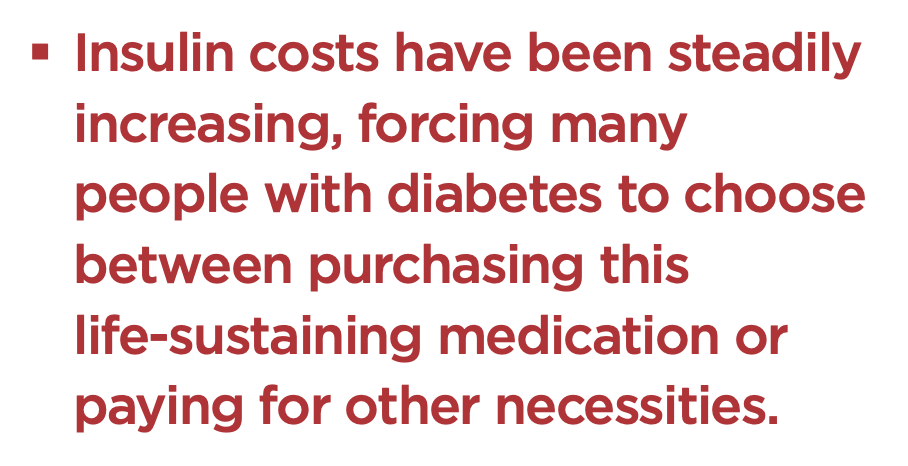 ▪ Insulin costs have been steadily
increasing, forcing many
people with diabetes to choose
between purchasing this
life-sustaining medication or
paying for other necessities.